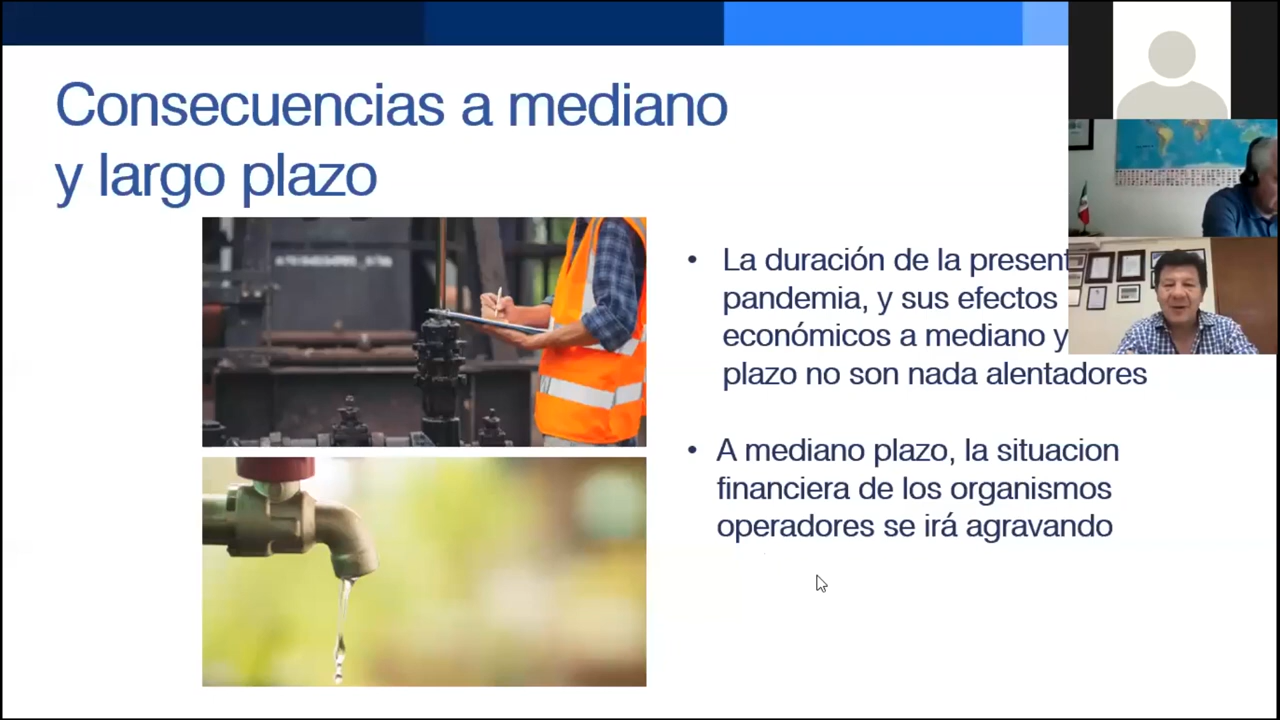 Consecuencias a mediano
y largo plazo
• La duración de la present
pandemia, y sus efectos
económicos a mediano y
plazo no son nada alentadores
• A mediano plazo, la situacion
financiera de los organismos
operadores se irá agravando